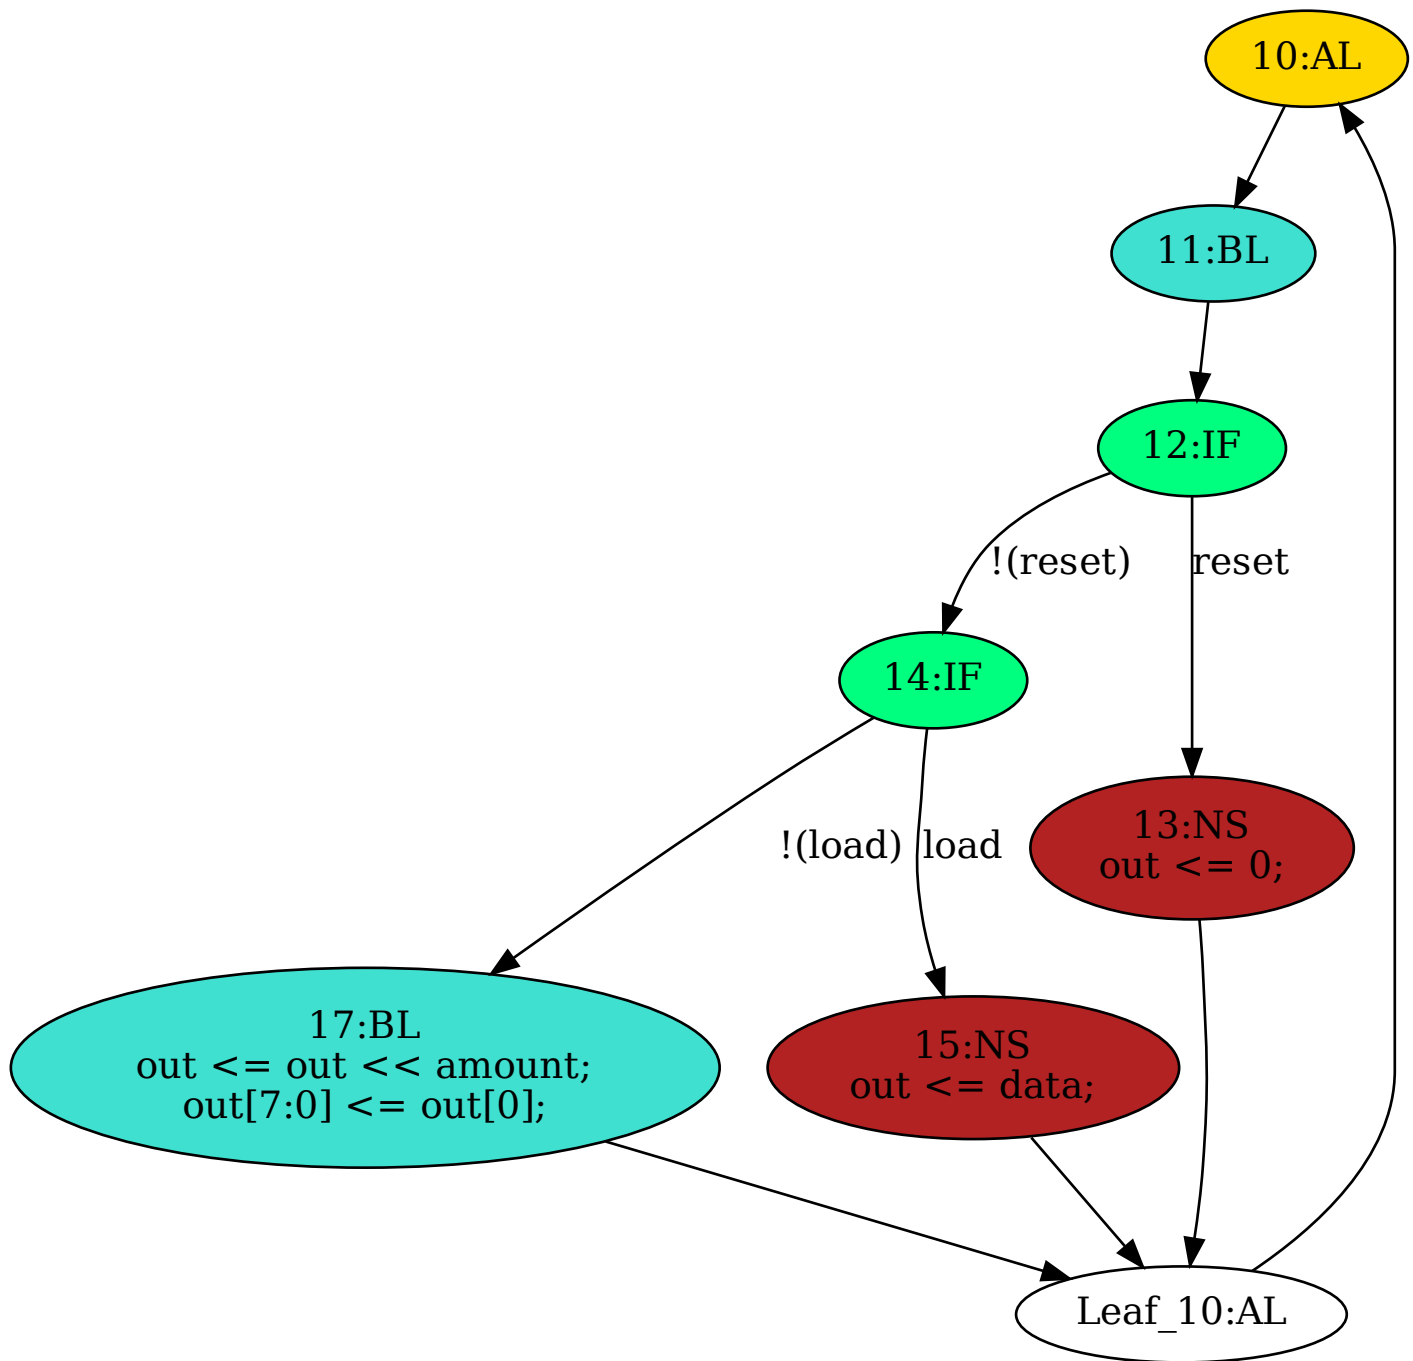 10:AL
11:BL
12:IF
!(reset)
reset
14:IF
13:NS
out <= 0;
!(load)
load
17:BL
out <= out << amount;
out[7:0] <= out[0];
15:NS
out <= data;
Leaf_10:AL